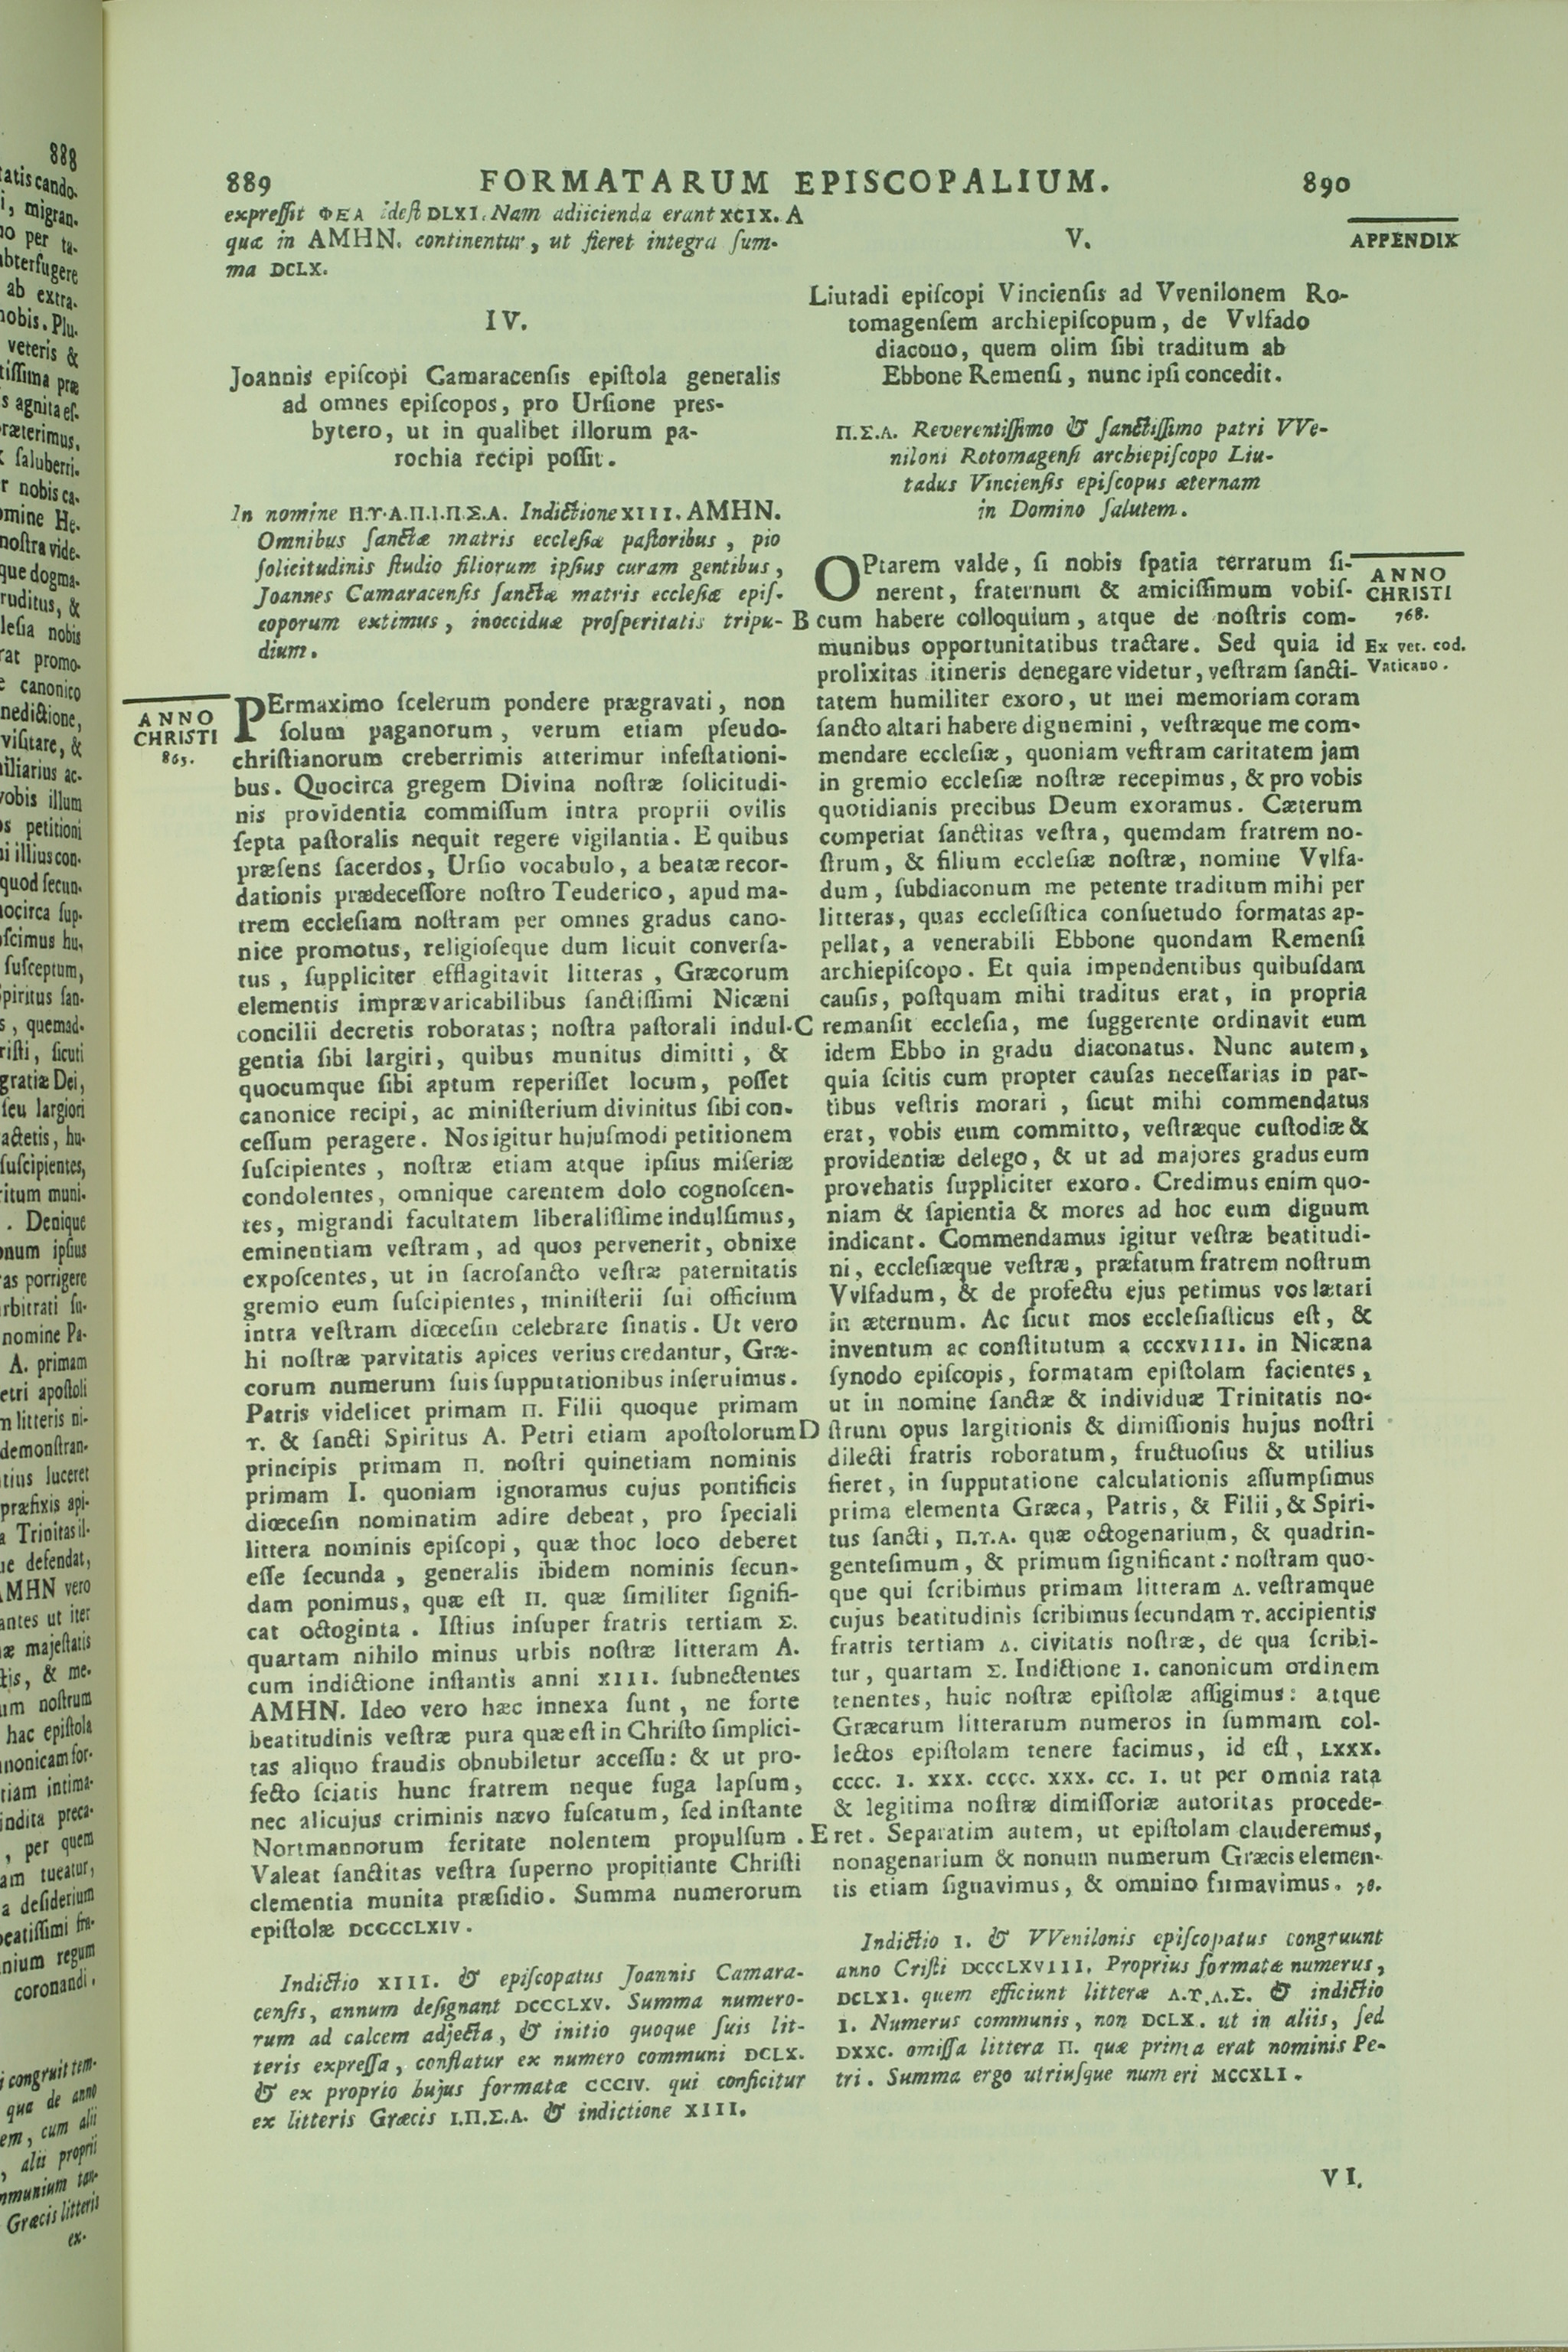 889
FORMATARUM EPISCOPALIUM.
890
expreſſit ΦΕΑ ideſt DLXI. Nam adiicienda erant XCIX. A
quæ in AMHN. continentur, ut fieret integra ſum-
ma DCLX.
IV.
Joannis epiſcopi Camaracenſis epiſtola generalis
ad omnes epiſcopos, pro Urſione pres-
bytero, ut in qualibet illorum pa-
rochia recipi poſſit.
In nomine Π.Υ.Α.Π.Ι.Π.Σ.Α. Indictione XIII. AMHN.
Omnibus ſanctæ matris eccleſiæ paſtoribus, pio
ſolicitudinis ſtudio filiorum ipſius curam gentibus,
Joannes Camaracenſis ſanctæ matris eccleſiæ epiſ-
coporum extimus, inocciduæ proſperitatis tripu- B
dium.
ANNO
CHRISTI
865.
PErmaximo ſcelerum pondere prægravati, non
ſolum paganorum, verum etiam pſeudo-
chriſtianorum creberrimis atterimur infeſtationi-
bus. Quocirca gregem Divina noſtræ ſolicitudi-
nis providentia commiſſum intra proprii ovilis
ſepta paſtoralis nequit regere vigilantia. E quibus
præſens ſacerdos, Urſio vocabulo, a beatæ recor-
dationis prædeceſſore noſtro Teuderico, apud ma-
trem eccleſiam noſtram per omnes gradus cano-
nice promotus, religioſeque dum licuit converſa-
tus, ſuppliciter efflagitavit litteras, Græcorum
elementis imprævaricabilibus ſanctiſſimi Nicæni
concilii decretis roboratas; noſtra paſtorali indul- C
gentia ſibi largiri, quibus munitus dimitti, &
quocumque ſibi aptum reperiſſet locum, poſſet
canonice recipi, ac miniſterium divinitus ſibi con-
ceſſum peragere. Nos igitur hujuſmodi petitionem
ſuſcipientes, noſtræ etiam atque ipſius miſeriæ
condolentes, omnique carentem dolo cognoſcen-
tes, migrandi facultatem liberaliſſime indulſimus,
eminentiam veſtram, ad quos pervenerit, obnixe
expoſcentes, ut in ſacroſancto veſtræ paternitatis
gremio eum ſuſcipientes, miniſterii ſui officium
intra veſtram diœceſin celebrare ſinatis. Ut vero
hi noſtræ parvitatis apices verius credantur, Græ-
corum numerum ſuis ſupputationibus inſeruimus.
Patris videlicet primam Π. Filii quoque primam
Υ. & ſancti Spiritus A. Petri etiam apoſtolorum D
principis primam Π. noſtri quinetiam nominis
primam I. quoniam ignoramus cujus pontificis
diœceſin nominatim adire debeat, pro ſpeciali
littera nominis epiſcopi, quæ thoc loco deberet
eſſe ſecunda, generalis ibidem nominis ſecun-
dam ponimus, quæ eſt Π. quæ ſimiliter ſignifi-
cat octoginta. Iſtius inſuper fratris tertiam Σ.
quartam nihilo minus urbis noſtræ litteram A.
cum indictione inſtantis anni XIII. ſubnectentes
AMHN. Ideo vero hæc innexa ſunt, ne forte
beatitudinis veſtræ pura quæ eſt in Chriſto ſimplici-
tas aliquo fraudis obnubiletur acceſſu: & ut pro-
fecto ſciatis hunc fratrem neque fuga lapſum,
nec alicujus criminis nævo fuſcatum, ſed inſtante
Nortmannorum feritate nolentem propulſum. E
Valeat ſanctitas veſtra ſuperno propitiante Chriſti
clementia munita præſidio. Summa numerorum
epiſtolæ DCCCCLXIV.
Indictio XIII. & epiſcopatus Joannis Camara-
cenſis, annum deſignant DCCCLXV. Summa numero-
rum ad calcem adjecta, & initio quoque ſuis lit-
teris expreſſa, conflatur ex numero communi DCLX.
& ex proprio hujus formatæ CCCIV. qui conficitur
ex litteris Græcis Ι.Π.Σ.Α. & indictione XIII.
APPENDIX
V.
Liutadi epiſcopi Vincienſis ad Vvenilonem Ro-
tomagenſem archiepiſcopum, de Vvlfado
diacouo, quem olim ſibi traditum ab
Ebbone Remenſi, nunc ipſi concedit.
Π.Σ.Α. Reverentiſſimo & ſanctiſſimo patri VVe-
niloni Rotomagenſi archiepiſcopo Liu-
tadus Vincienſis epiſcopus æternam
in Domino ſalutem.
ANNO
CHRISTI
768.
Ex vet. cod.
Vaticano.
OPtarem valde, ſi nobis ſpatia terrarum ſi-
nerent, fraternum & amiciſſimum vobiſ-
cum habere colloquium, atque de noſtris com-
munibus opportunitatibus tractare. Sed quia id
prolixitas itineris denegare videtur, veſtram ſancti-
tatem humiliter exoro, ut mei memoriam coram
ſancto altari habere dignemini, veſtræque me com-
mendare eccleſiæ, quoniam veſtram caritatem jam
in gremio eccleſiæ noſtræ recepimus, & pro vobis
quotidianis precibus Deum exoramus. Cæterum
comperiat ſanctitas veſtra, quemdam fratrem no-
ſtrum, & filium eccleſiæ noſtræ, nomine Vvlfa-
dum, ſubdiaconum me petente traditum mihi per
litteras, quas eccleſiſtica conſuetudo formatas ap-
pellat, a venerabili Ebbone quondam Remenſi
archiepiſcopo. Et quia impendentibus quibuſdam
cauſis, poſtquam mihi traditus erat, in propria
remanſit eccleſia, me ſuggerente ordinavit eum
idem Ebbo in gradu diaconatus. Nunc autem,
quia ſcitis cum propter cauſas neceſſarias in par-
tibus veſtris morari, ſicut mihi commendatus
erat, vobis eum committo, veſtræque cuſtodiæ &
providentiæ delego, & ut ad majores gradus eum
provehatis ſuppliciter exoro. Credimus enim quo-
niam & ſapientia & mores ad hoc eum dignum
indicant. Commendamus igitur veſtræ beatitudi-
ni, eccleſiæque veſtræ, præfatum fratrem noſtrum
Vvlfadum, & de profectu ejus petimus vos lætari
in æternum. Ac ſicut mos eccleſiaſticus eſt, &
inventum ac conſtitutum a CCCXVIII. in Nicæna
ſynodo epiſcopis, formatam epiſtolam facientes,
ut in nomine ſanctæ & individuæ Trinitatis no-
ſtrum opus largitionis & dimiſſionis hujus noſtri
dilecti fratris roboratum, fructuoſius & utilius
fieret, in ſupputatione calculationis aſſumpſimus
prima elementa Græca, Patris, & Filii, & Spiri-
tus ſancti, Π.Υ.Α. quæ octogenarium, & quadrin-
genteſimum, & primum ſignificant: noſtram quo-
que qui ſcribimus primam litteram Λ. veſtramque
cujus beatitudinis ſcribimus ſecundam Υ. accipientis
fratris tertiam Λ. civitatis noſtræ, de qua ſcribi-
tur, quartam Σ. Indictione I. canonicum ordinem
tenentes, huic noſtræ epiſtolæ affigimus: atque
Græcarum litterarum numeros in ſummam col-
lectos epiſtolam tenere facimus, id eſt, LXXX.
CCCC. I. XXX. CCCC. XXX. CC. I. ut per omnia rata
& legitima noſtræ dimiſſoriæ autoritas procede-
ret. Separatim autem, ut epiſtolam clauderemus,
nonagenarium & nonum numerum Græcis elemen-
tis etiam ſignavimus, & omnino firmavimus. 70.
Indictio I. & VVenilonis epiſcopatus congruunt
anno Criſti DCCCLXVIII. Proprius formatæ numerus,
DCLXI. quem efficiunt litteræ Λ.Υ.Λ.Σ. & indictio
I. Numerus communis, non DCLX. ut in aliis, ſed
DXXC. omiſſa littera Π. quæ prima erat nominis Pe-
tri. Summa ergo utriuſque numeri MCCXLI.
VI.